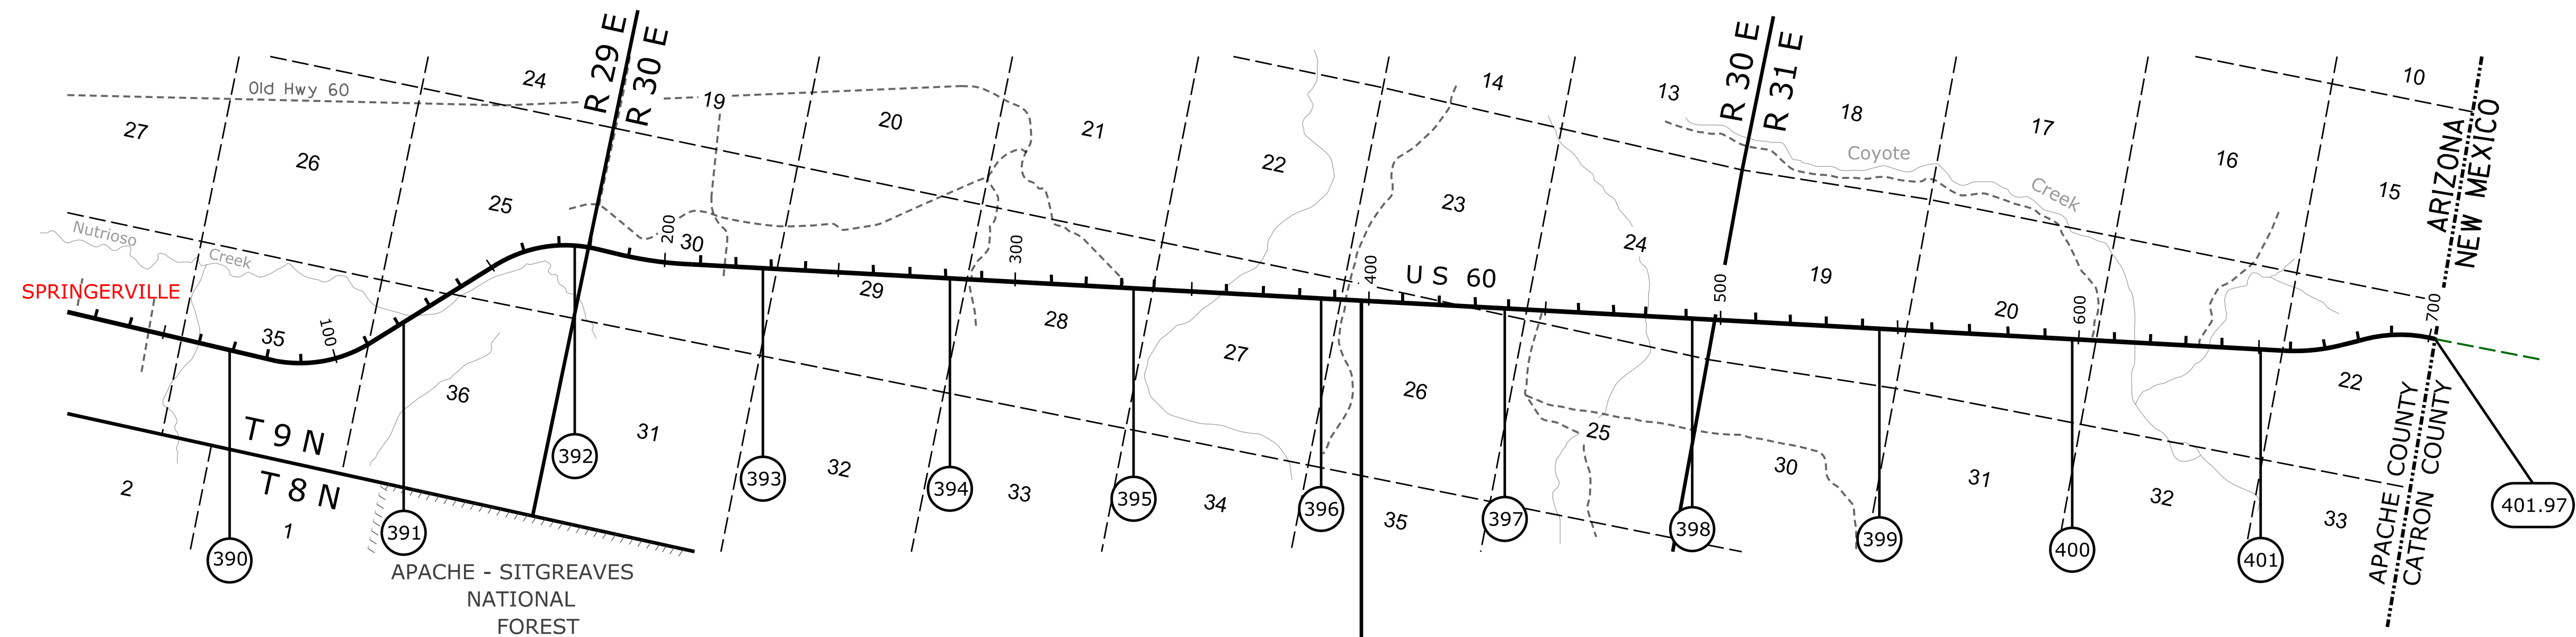 R 29 E
R 30 E
R 30 E
R 31 E
24
19
20
21
14
13
18
17
10
Old Hwy 60
27
26
25
22
23
24
16
15
ARIZONA
NEW MEXICO
Coyote
Creek
Nutrioso
Creek
SPRINGERVILLE
35
100
200
30
29
300
28
27
400
US 60
26
500
19
20
600
700
22
36
31
32
33
34
35
25
30
31
32
33
T 9 N
T 8 N
2
1
390
391
392
393
394
395
396
397
398
399
400
401
401.97
APACHE COUNTY
CATRON COUNTY
APACHE - SITGREAVES
NATIONAL
FOREST